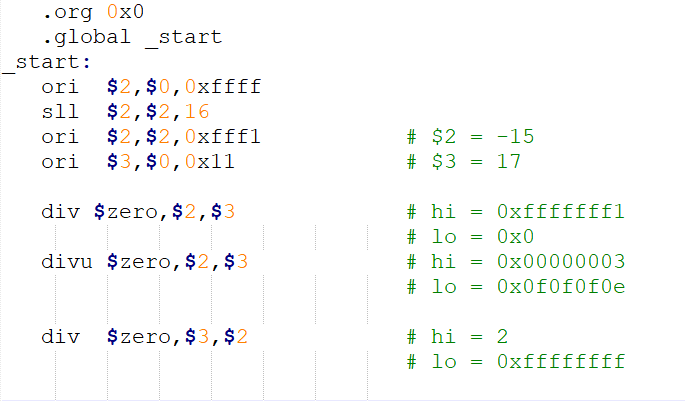 .org 0x0
.global _start
_start:
ori $2,$0,0xffff
sll $2,$2,16
ori $2,$2,0xfff1 # $2 = -15
ori $3,$0,0x11 # $3 = 17
div $zero,$2,$3 # hi = 0xfffffff1
# lo = 0x0
divu $zero,$2,$3 # hi = 0x00000003
# lo = 0x0f0f0f0e
div $zero,$3,$2 # hi = 2
# lo = 0xffffffff